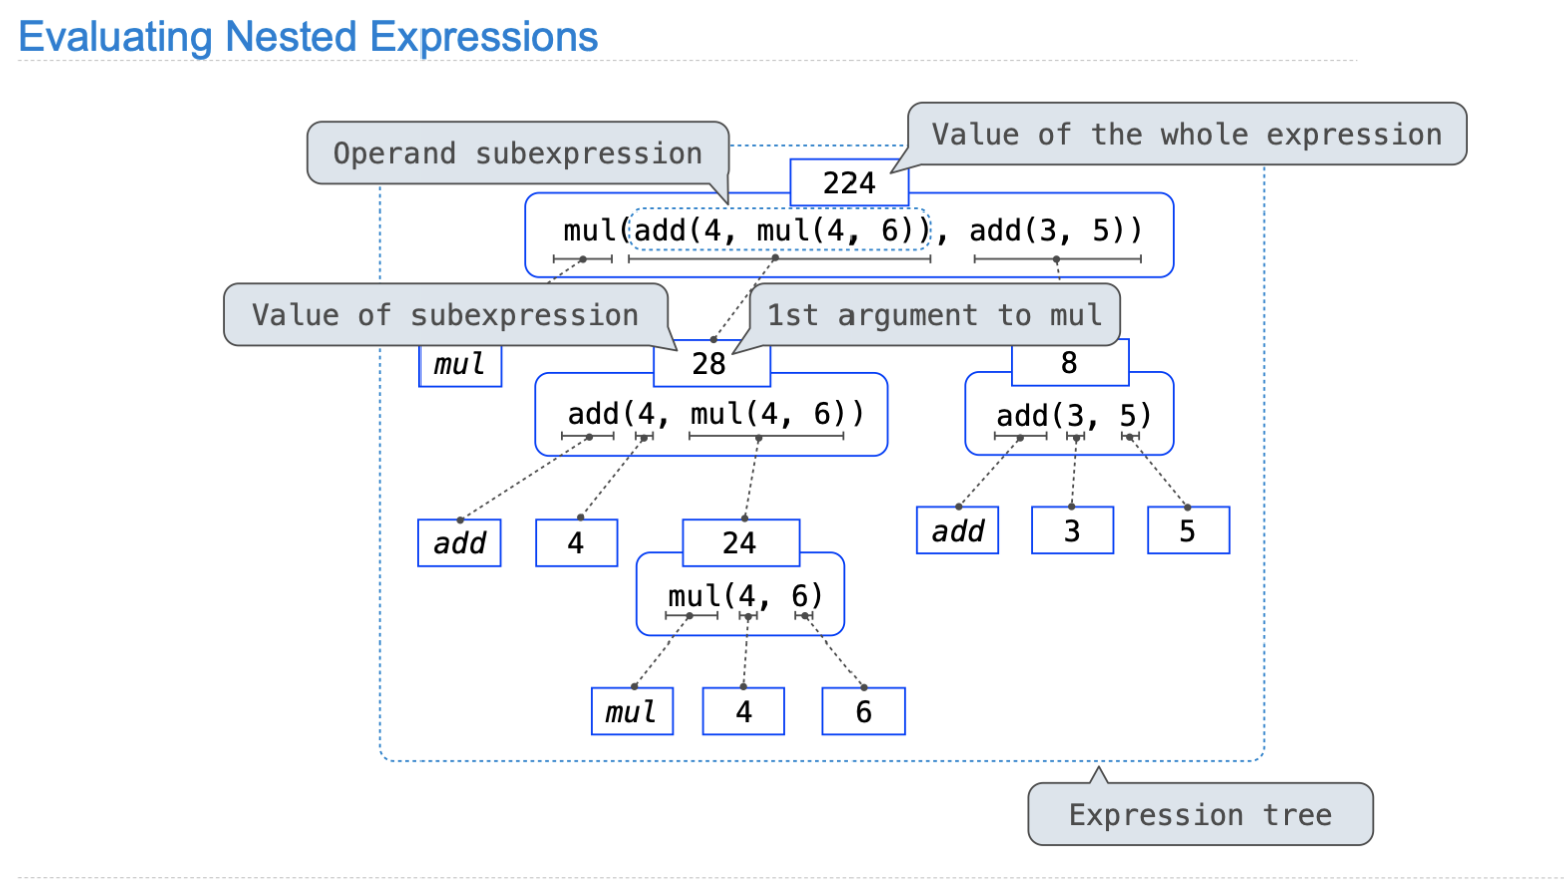 Evaluating Nested Expressions
Operand subexpression
Value of the whole expression
224
mul(add(4, mul(4, 6)), add(3, 5))
Value of subexpression
1st argument to mul
mul
28
8
add(4, mul(4, 6))
add(3, 5)
add
4
24
add
3
5
mul(4, 6)
mul
4
6
Expression tree